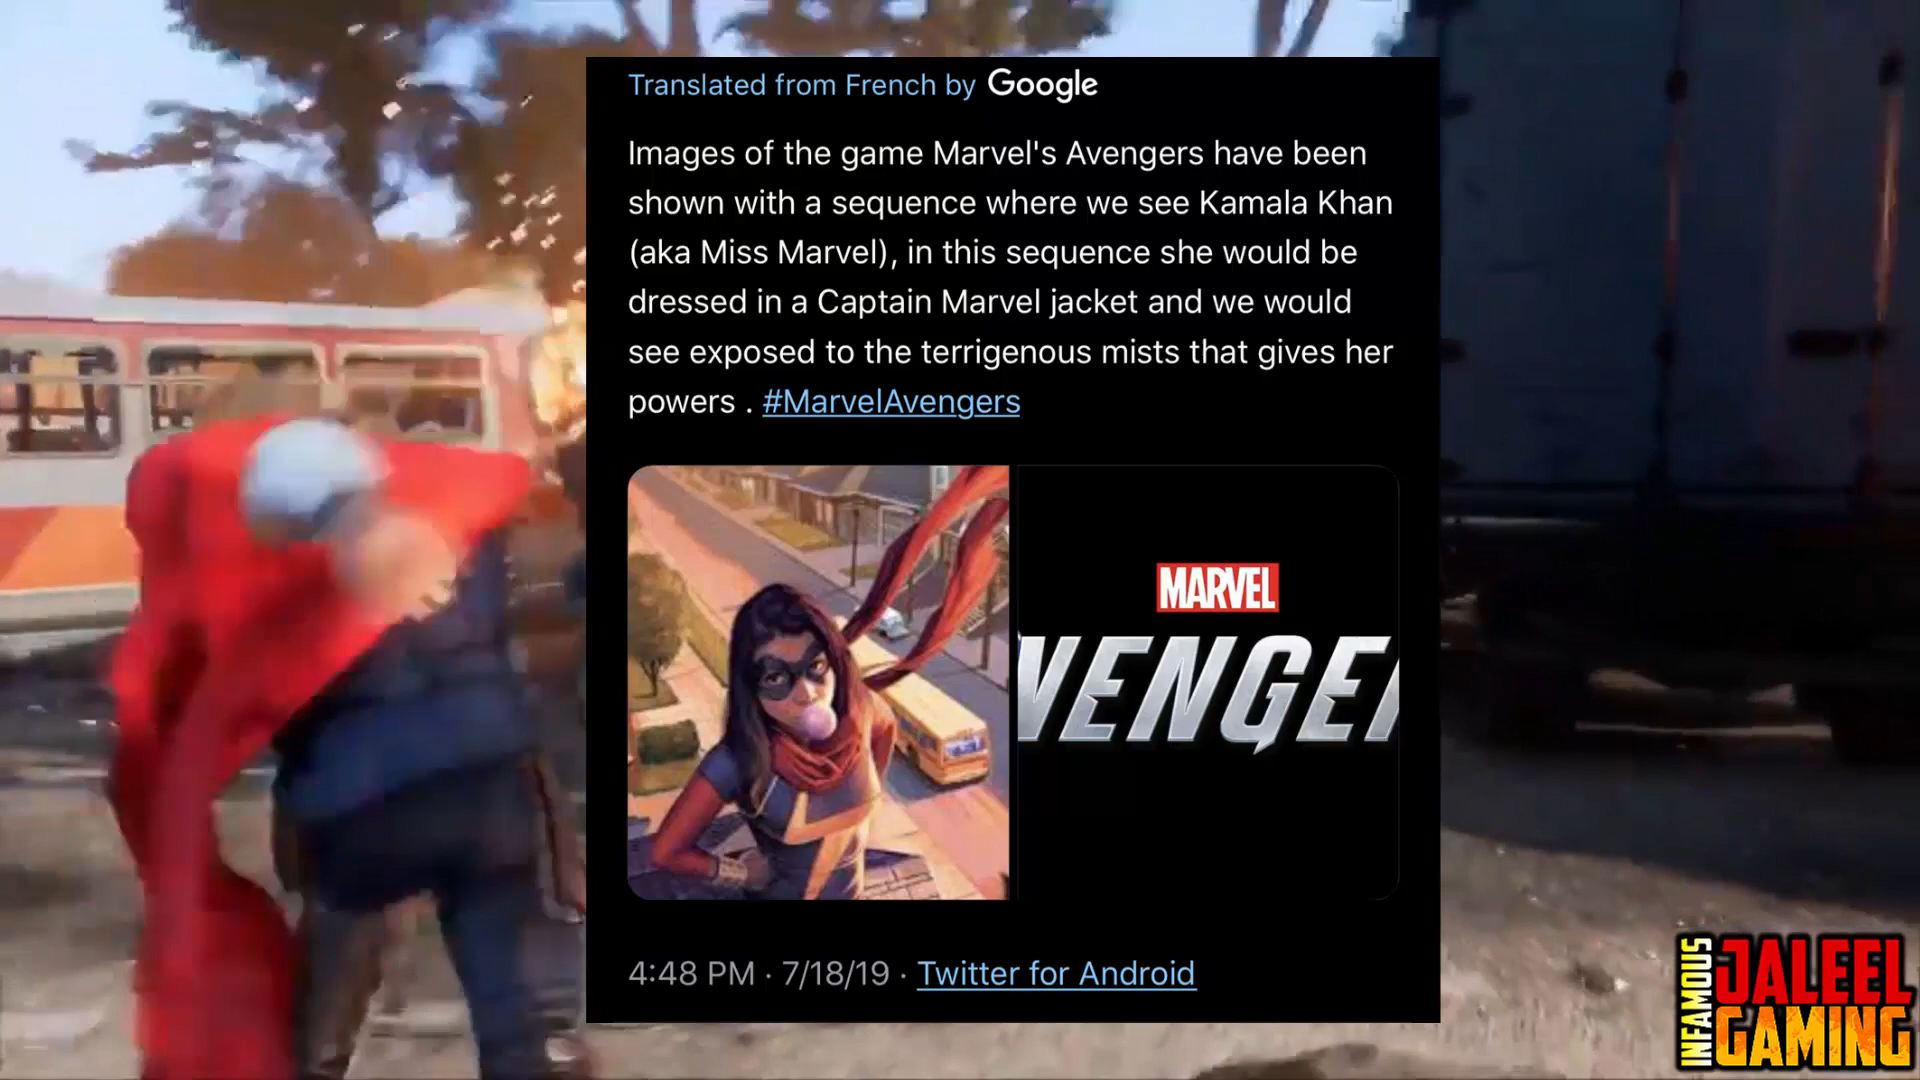 Translated from French by Google
Images of the game Marvel's Avengers have been
shown with a sequence where we see Kamala Khan
(aka Miss Marvel), in this sequence she would be
dressed in a Captain Marvel jacket and we would
see exposed to the terrigenous mists that gives her
powers . #MarvelAvengers
MARVEL
VENGER
4:48 PM · 7/18/19 · Twitter for Android
INFAMOUS
JALEEL
GAMING